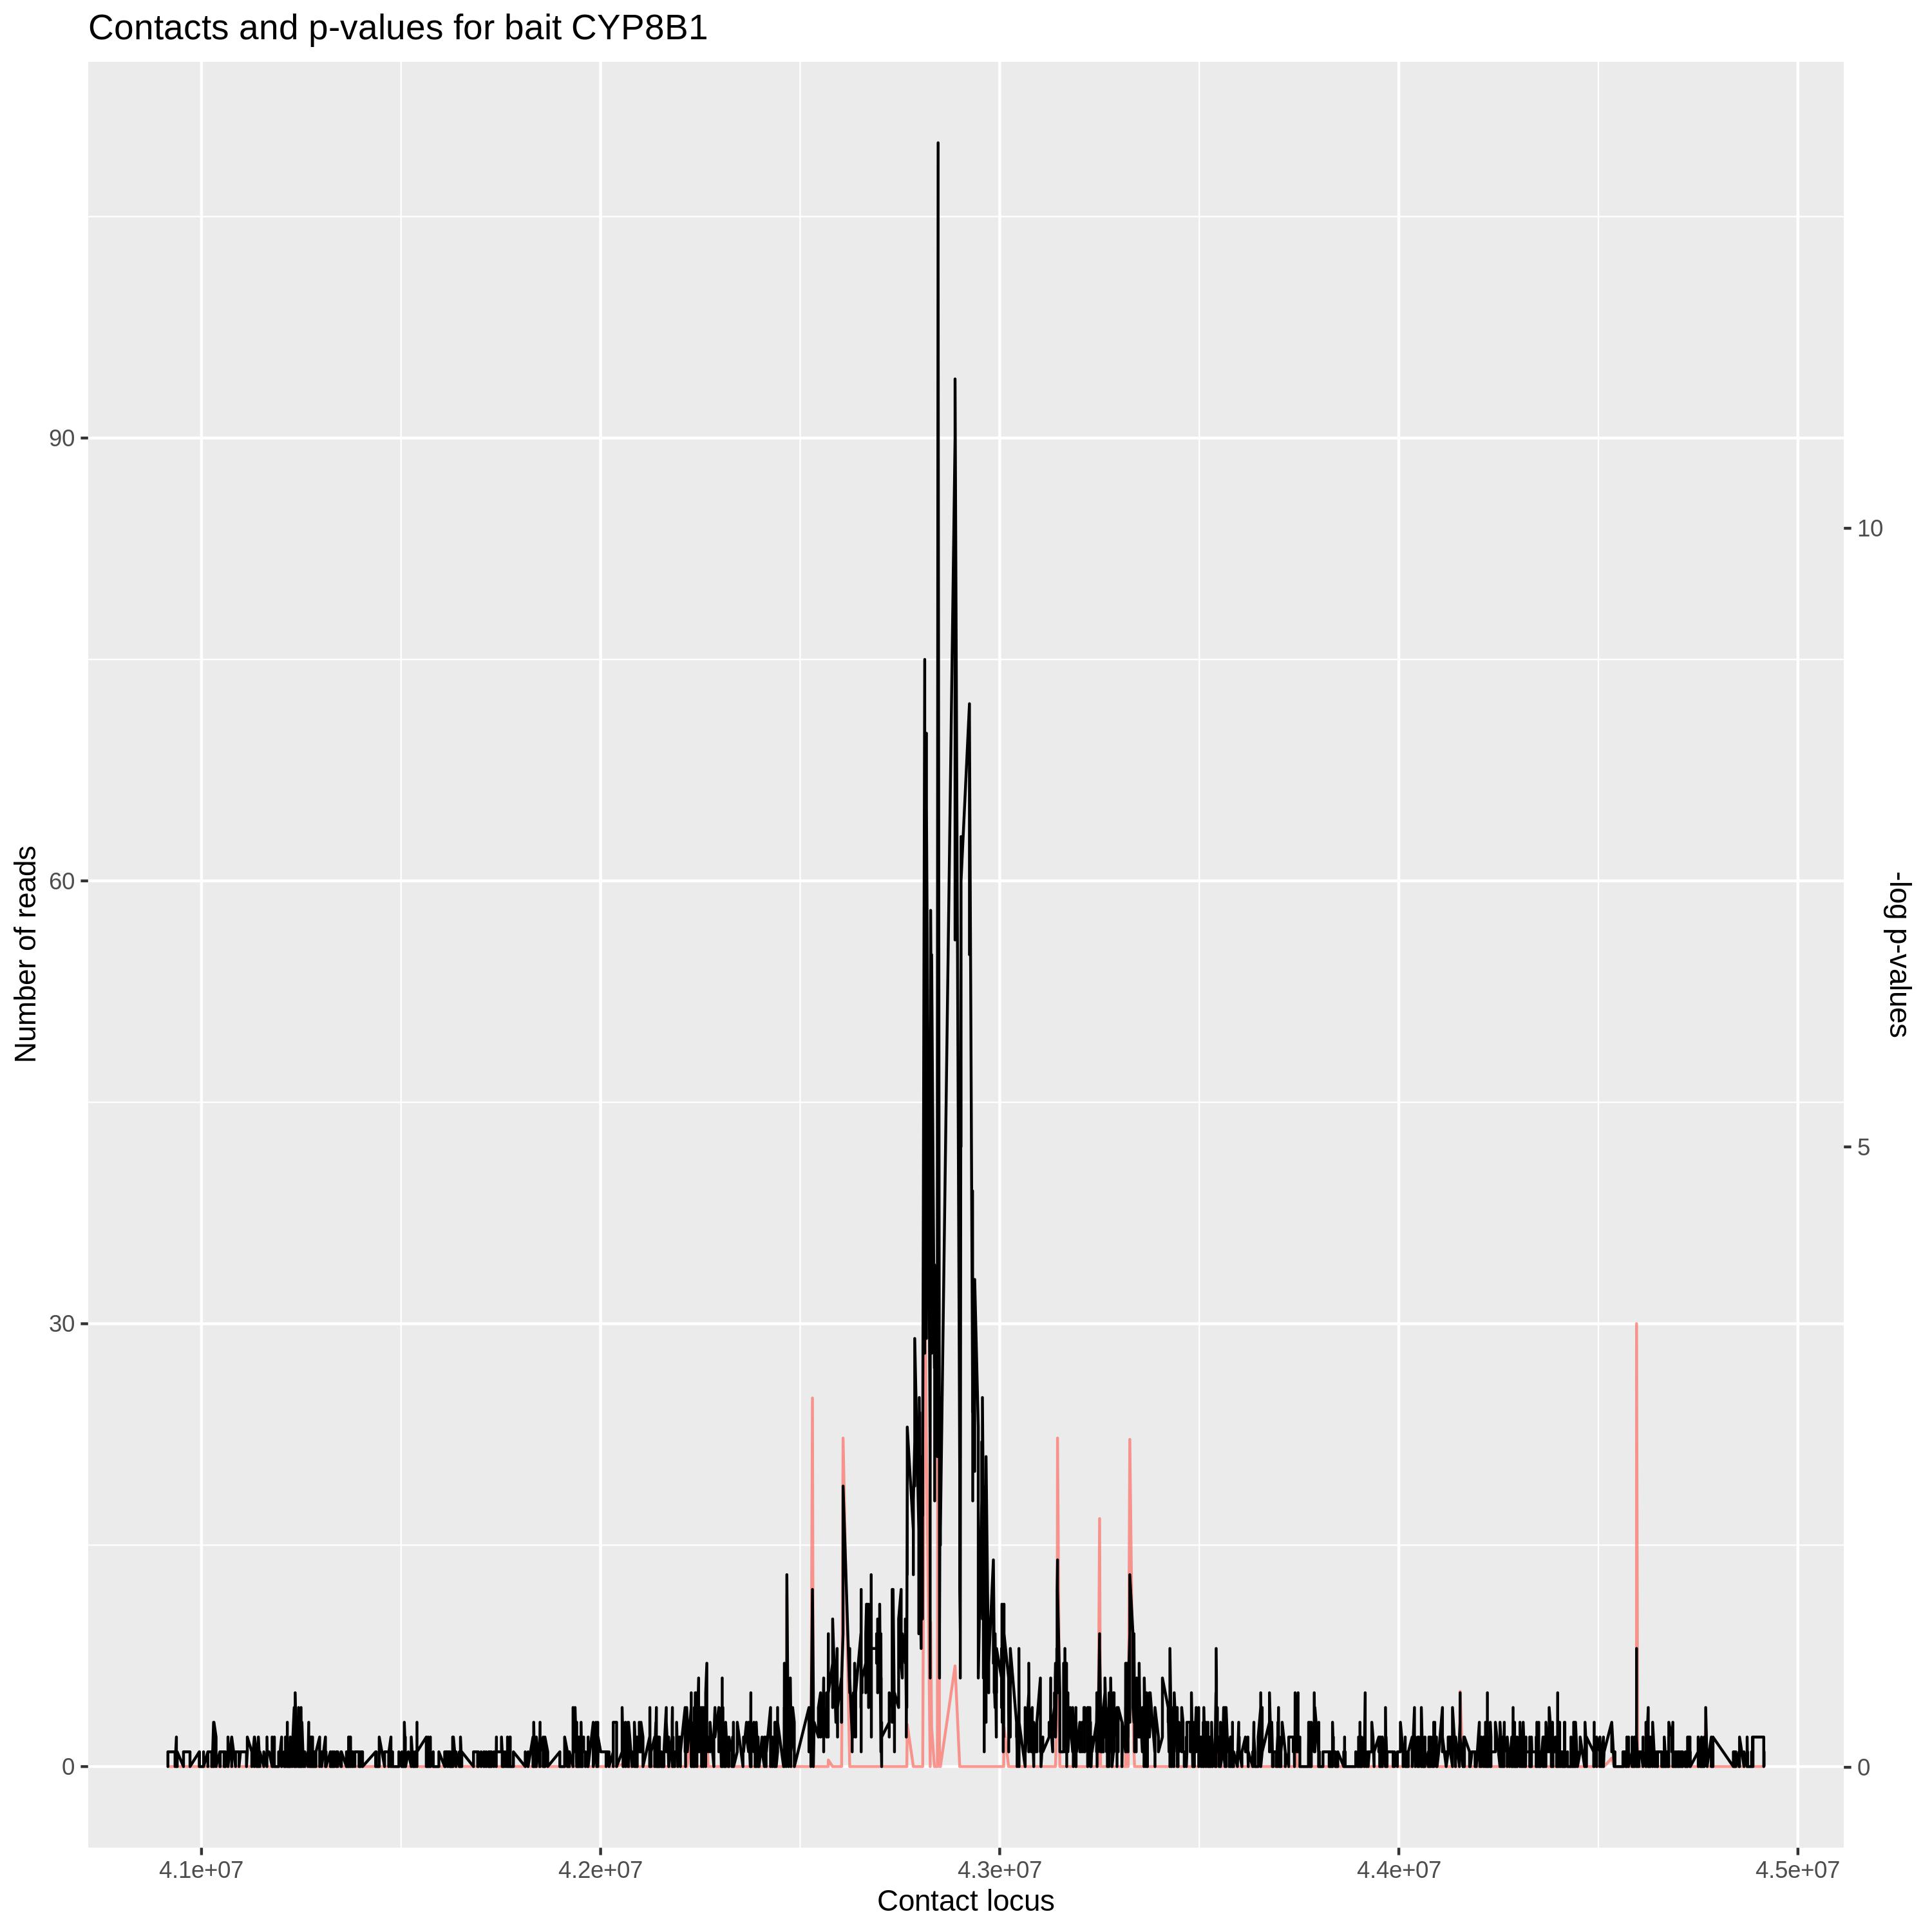 Contacts and p-values for bait CYP8B1
90
60
30
0
Number of reads
10
5
0
-log p-values
4.1e+07
4.2e+07
4.3e+07
4.4e+07
4.5e+07
Contact locus